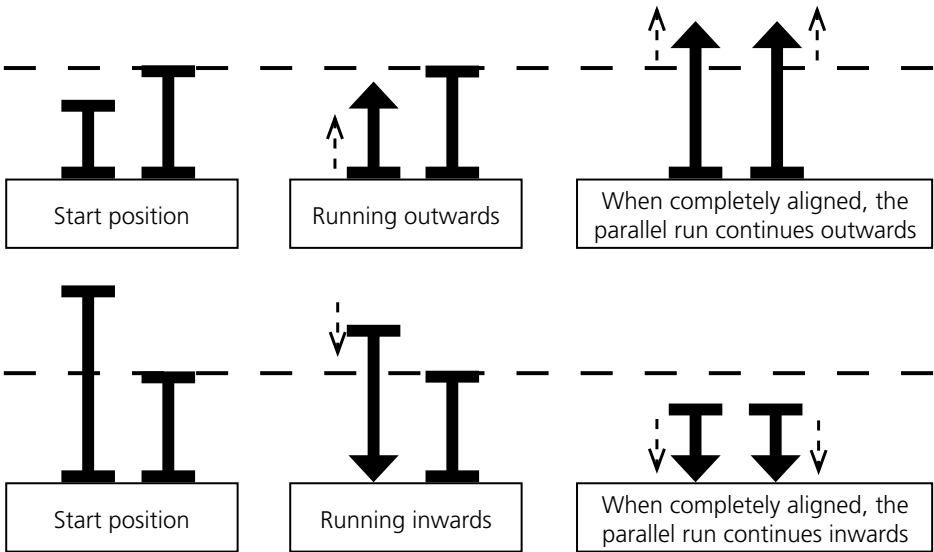 Start position
Running outwards
When completely aligned, the
parallel run continues outwards
Start position
Running inwards
When completely aligned, the
parallel run continues inwards